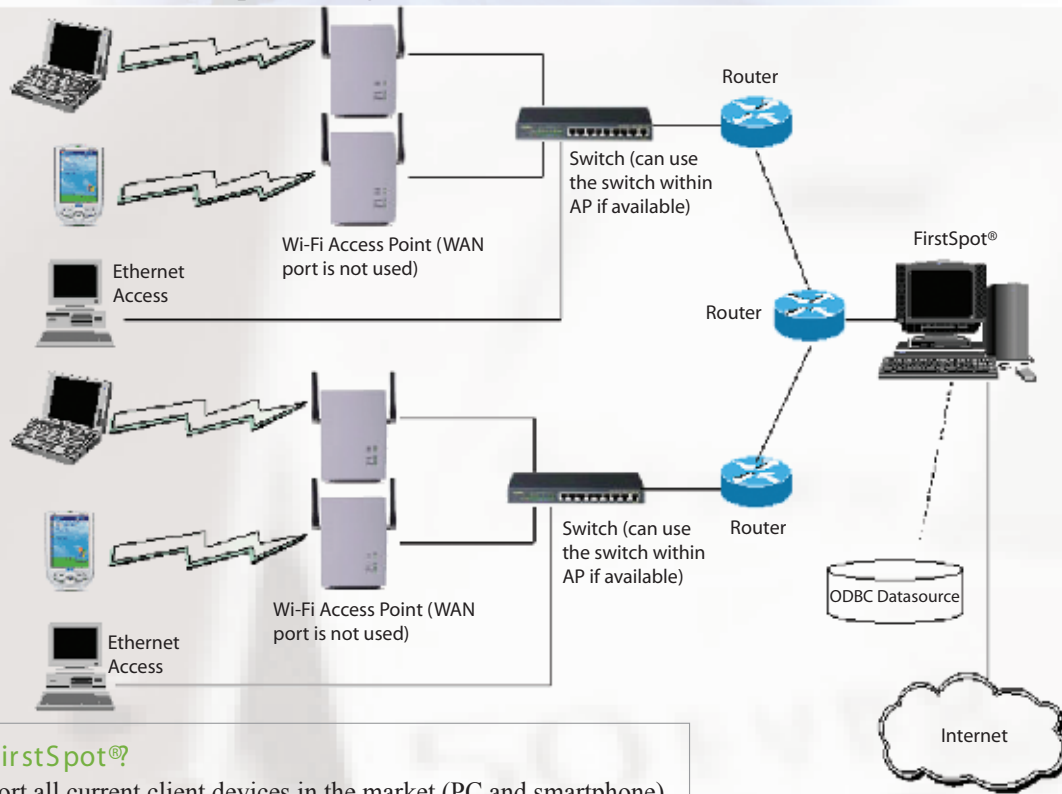 Router
Switch (can use
the switch within
AP if available)
Wi-Fi Access Point (WAN
port is not used)
FirstSpot®
Ethernet
Access
Router
Switch (can use
the switch within
AP if available)
Router
ODBC Datasource
Wi-Fi Access Point (WAN
port is not used)
Ethernet
Access
Internet
irstSpot®?
ort all current client devices in the market (PC and smartphone)